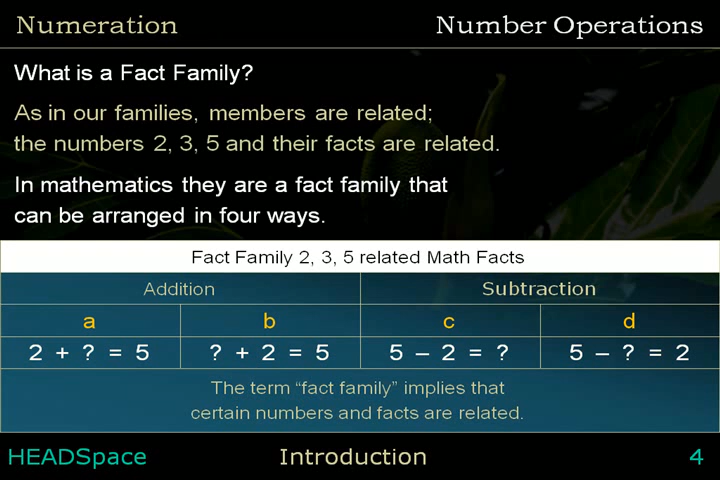 Numeration
Number Operations
What is a Fact Family?
As in our families, members are related;
the numbers 2, 3, 5 and their facts are related.
In mathematics they are a fact family that
can be arranged in four ways.
Fact Family 2, 3, 5 related Math Facts
Addition Subtraction
a b c d
2 + ? = 5 ? + 2 = 5 5 – 2 = ? 5 – ? = 2
The term “fact family” implies that
certain numbers and facts are related.
HEADSpace Introduction 4